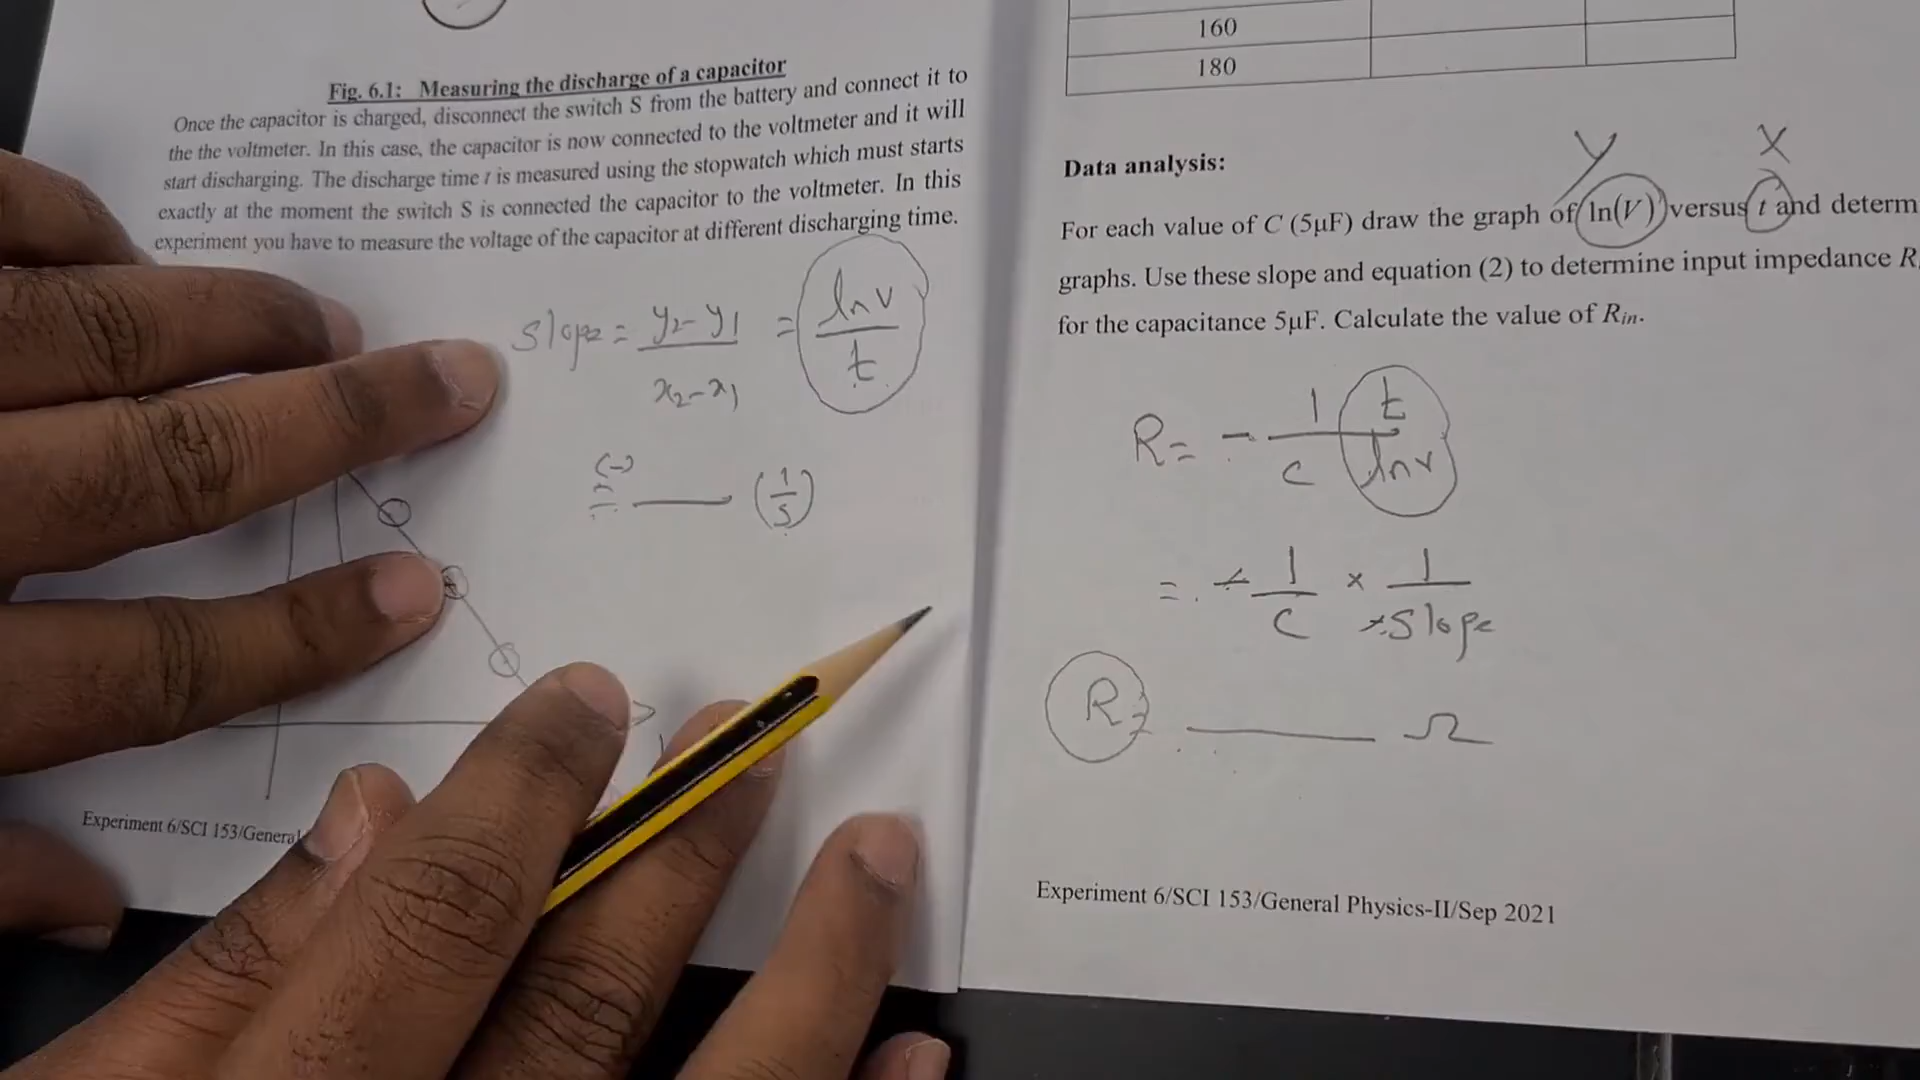 Fig. 6.1: Measuring the discharge of a capacitor
Once the capacitor is charged, disconnect the switch S from the battery and connect it to
the the voltmeter. In this case, the capacitor is now connected to the voltmeter and it will
start discharging. The discharge time t is measured using the stopwatch which must starts
exactly at the moment the switch S is connected the capacitor to the voltmeter. In this
experiment you have to measure the voltage of the capacitor at different discharging time.
slope = y2-y1 / x2-x1 = lnv / t
(-)
= ___ (1/s)
Experiment 6/SCI 153/General
160
180
y x
Data analysis:
For each value of C (5μF) draw the graph of ln(V) versus t and determ
graphs. Use these slope and equation (2) to determine input impedance R
for the capacitance 5μF. Calculate the value of Rin.
R = - 1/C t/lnv
= - 1/C × 1/-slope
R = ___ Ω
Experiment 6/SCI 153/General Physics-II/Sep 2021